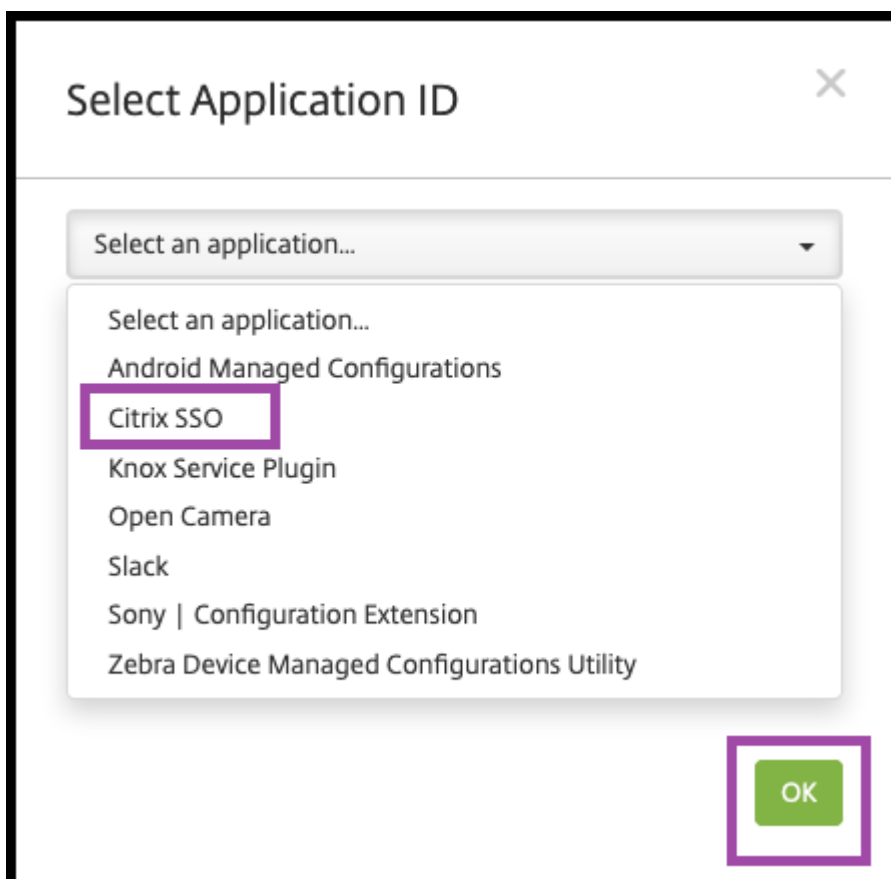 Select Application ID
Select an application...
Select an application...
Android Managed Configurations
Citrix SSO
Knox Service Plugin
Open Camera
Slack
Sony | Configuration Extension
Zebra Device Managed Configurations Utility
OK